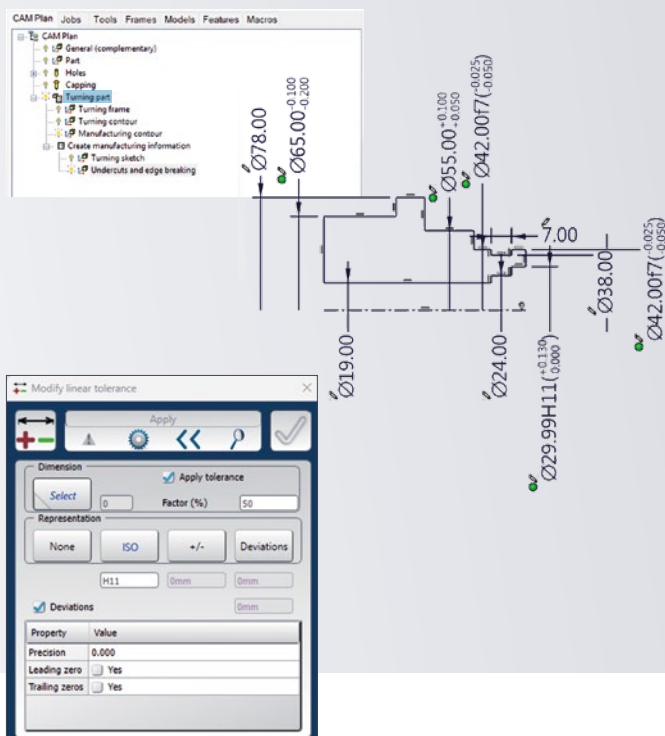 CAM Plan Jobs Tools Frames Models Features Macros
CAM Plan
General (complementary)
Part
Holes
Capping
Turning part
Turning frame
Turning contour
Manufacturing contour
Create manufacturing information
Turning sketch
Undercuts and edge breaking
Ø78.00
Ø65.00 -0.100 -0.200
Ø55.00 +0.100 -0.050
Ø42.00f7(-0.025 -0.050)
7.00
Ø19.00
Ø24.00
Ø29.99H11(+0.130 0.000)
Ø38.00
Ø42.00f7(-0.025 -0.050)
Modify linear tolerance
Apply
Dimension
Apply tolerance
Select
0
Factor (%)
50
Representation
None
ISO
+/-
Deviations
H11
0mm
0mm
Deviations
0mm
Property Value
Precision 0.000
Leading zero Yes
Trailing zeros Yes